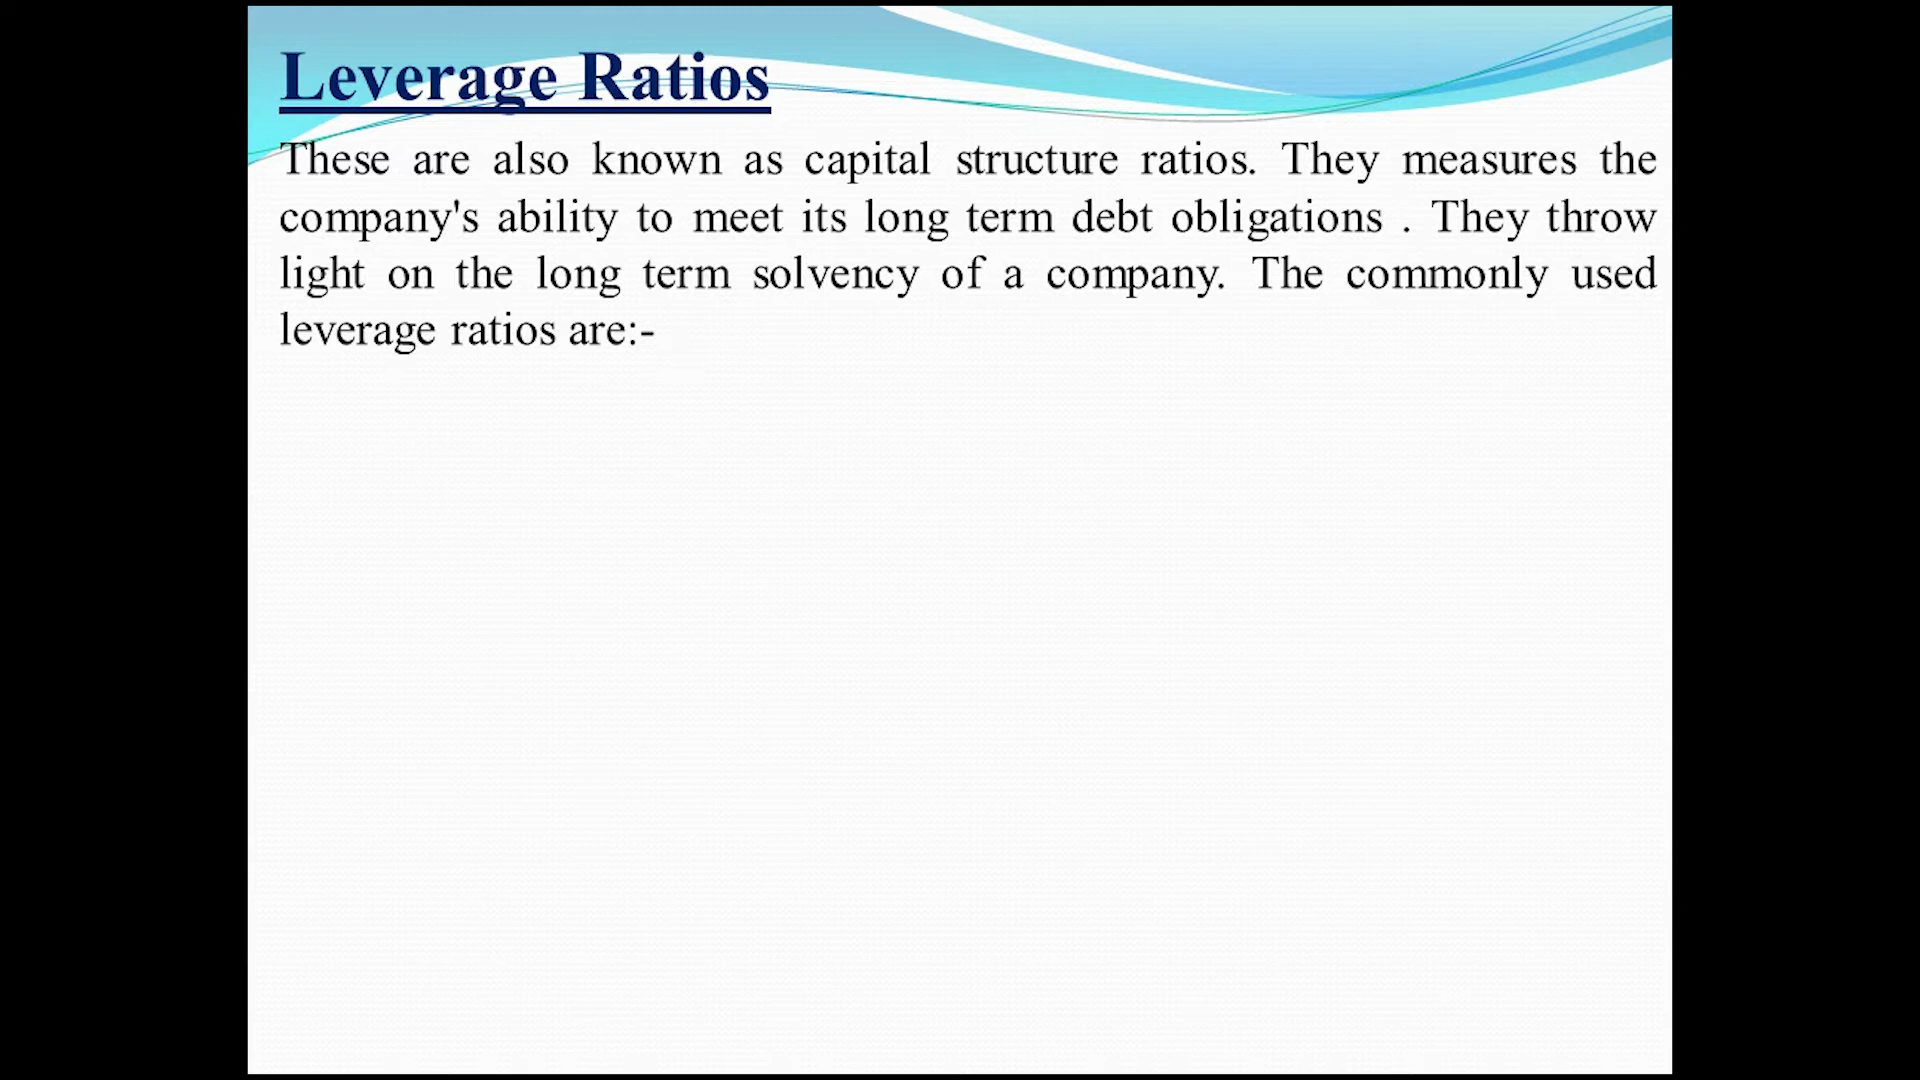 Leverage Ratios
These are also known as capital structure ratios. They measures the
company's ability to meet its long term debt obligations . They throw
light on the long term solvency of a company. The commonly used
leverage ratios are:-